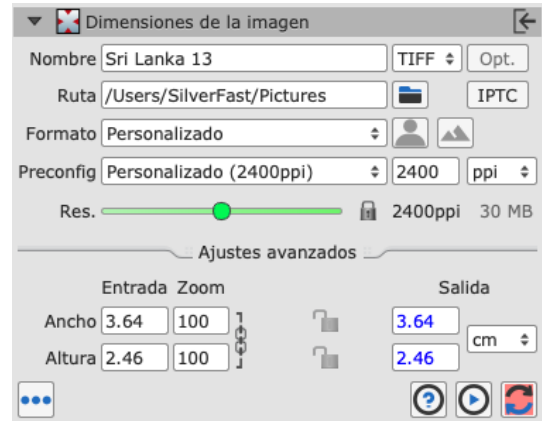 Dimensiones de la imagen
Nombre Sri Lanka 13 TIFF Opt.
Ruta /Users/SilverFast/Pictures IPTC
Formato Personalizado
Preconfig Personalizado (2400ppi) 2400 ppi
Res. 2400ppi 30 MB
Ajustes avanzados
Entrada Zoom Salida
Ancho 3.64 100 3.64
cm
Altura 2.46 100 2.46